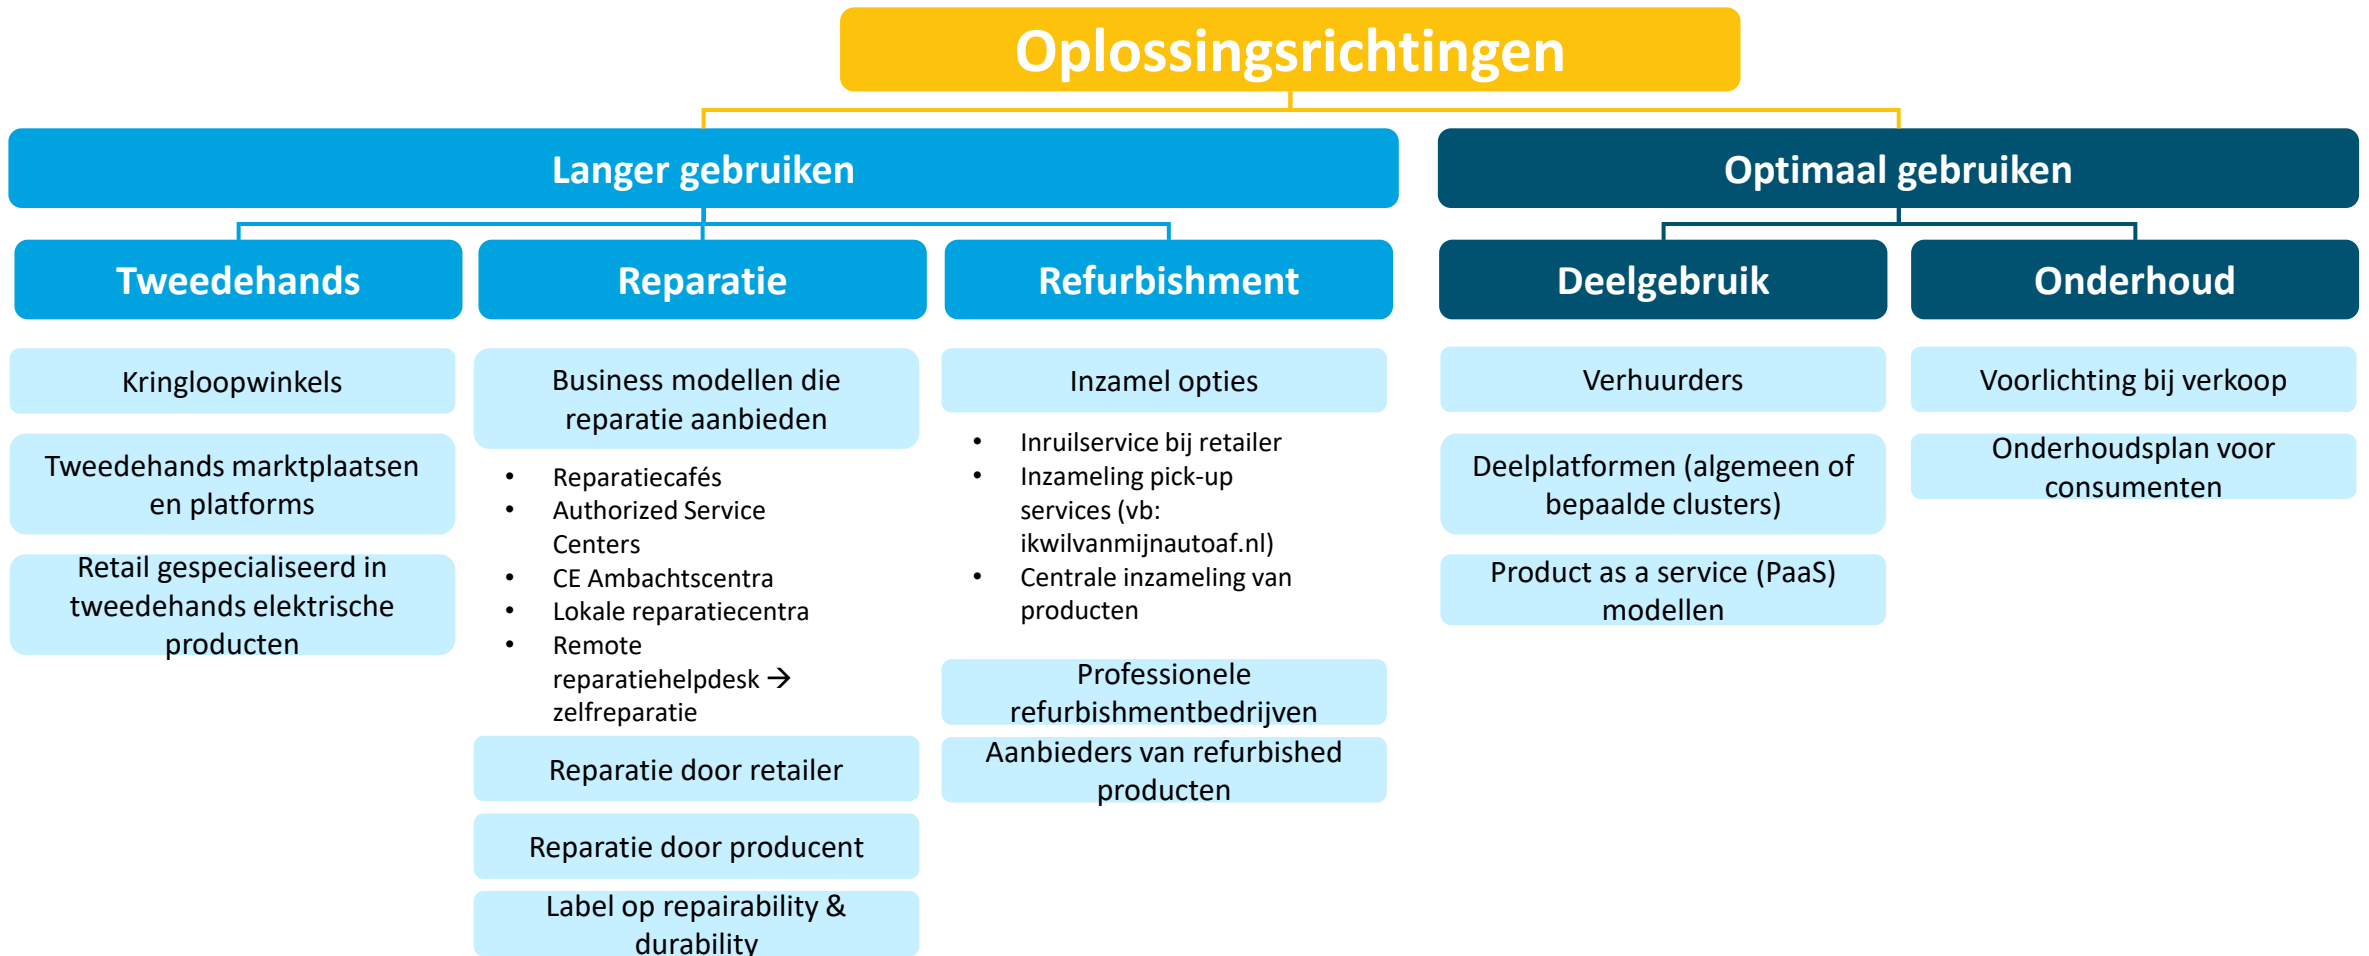 Oplossingsrichtingen
Langer gebruiken
Optimaal gebruiken
Tweedehands
Reparatie
Refurbishment
Deelgebruik
Onderhoud
Kringloopwinkels
Tweedehands marktplaatsen
en platforms
Retail gespecialiseerd in
tweedehands elektrische
producten
Business modellen die
reparatie aanbieden
• Reparatiecafés
• Authorized Service
Centers
• CE Ambachtscentra
• Lokale reparatiecentra
• Remote
reparatiehelpdesk →
zelfreparatie
Reparatie door retailer
Reparatie door producent
Label op repairability &
durability
Inzamel opties
• Inruilservice bij retailer
• Inzameling pick-up
services (vb:
ikwilvanmijnautoaf.nl)
• Centrale inzameling van
producten
Professionele
refurbishmentbedrijven
Aanbieders van refurbished
producten
Verhuurders
Deelplatformen (algemeen of
bepaalde clusters)
Product as a service (PaaS)
modellen
Voorlichting bij verkoop
Onderhoudsplan voor
consumenten